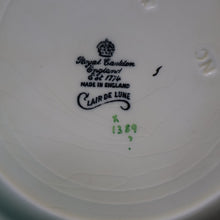 Royal Cauldon
England
Est 1774
MADE IN ENGLAND
CLAIR DE LUNE
X
1389